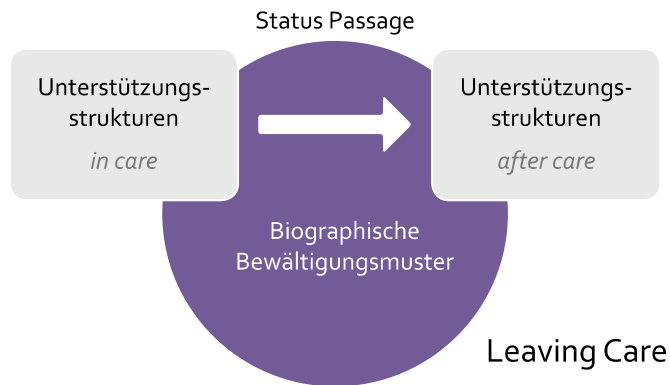 Status Passage
Unterstützungs-
strukturen
in care
Unterstützungs-
strukturen
after care
Biographische
Bewältigungsmuster
Leaving Care